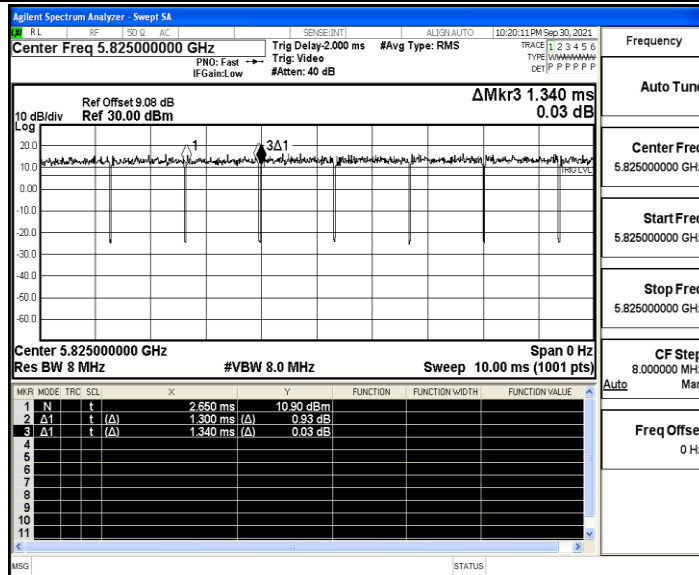 Agilent Spectrum Analyzer - Swept SA
RL RF 50 Ω AC SENSE:INT ALIGN AUTO 10:20:11 PM Sep 30, 2021
Center Freq 5.825000000 GHz
PNO: Fast
IFGain:Low
Trig Delay-2.000 ms
Trig: Video
#Atten: 40 dB
#Avg Type: RMS
TRACE 1 2 3 4 5 6
TYPE WWWWWW
DET P P P P P P
Frequency
Auto Tune
ΔMkr3 1.340 ms
0.03 dB
Ref Offset 9.08 dB
10 dB/div Ref 30.00 dBm
Log
20.0
10.0
0.00
-10.0
-20.0
-30.0
-40.0
-50.0
-60.0
1
3Δ1
TRIG LVL
Center Freq
5.825000000 GHz
Start Freq
5.825000000 GHz
Stop Freq
5.825000000 GHz
CF Step
8.000000 MHz
Auto Man
Freq Offset
0 Hz
Center 5.825000000 GHz Span 0 Hz
Res BW 8 MHz #VBW 8.0 MHz Sweep 10.00 ms (1001 pts)
MKR MODE TRC SCL X Y FUNCTION FUNCTION WIDTH FUNCTION VALUE
1 N t 2.650 ms 10.90 dBm
2 Δ1 t (Δ) 1.300 ms (Δ) 0.93 dB
3 Δ1 t (Δ) 1.340 ms (Δ) 0.03 dB
4
5
6
7
8
9
10
11
MSG STATUS